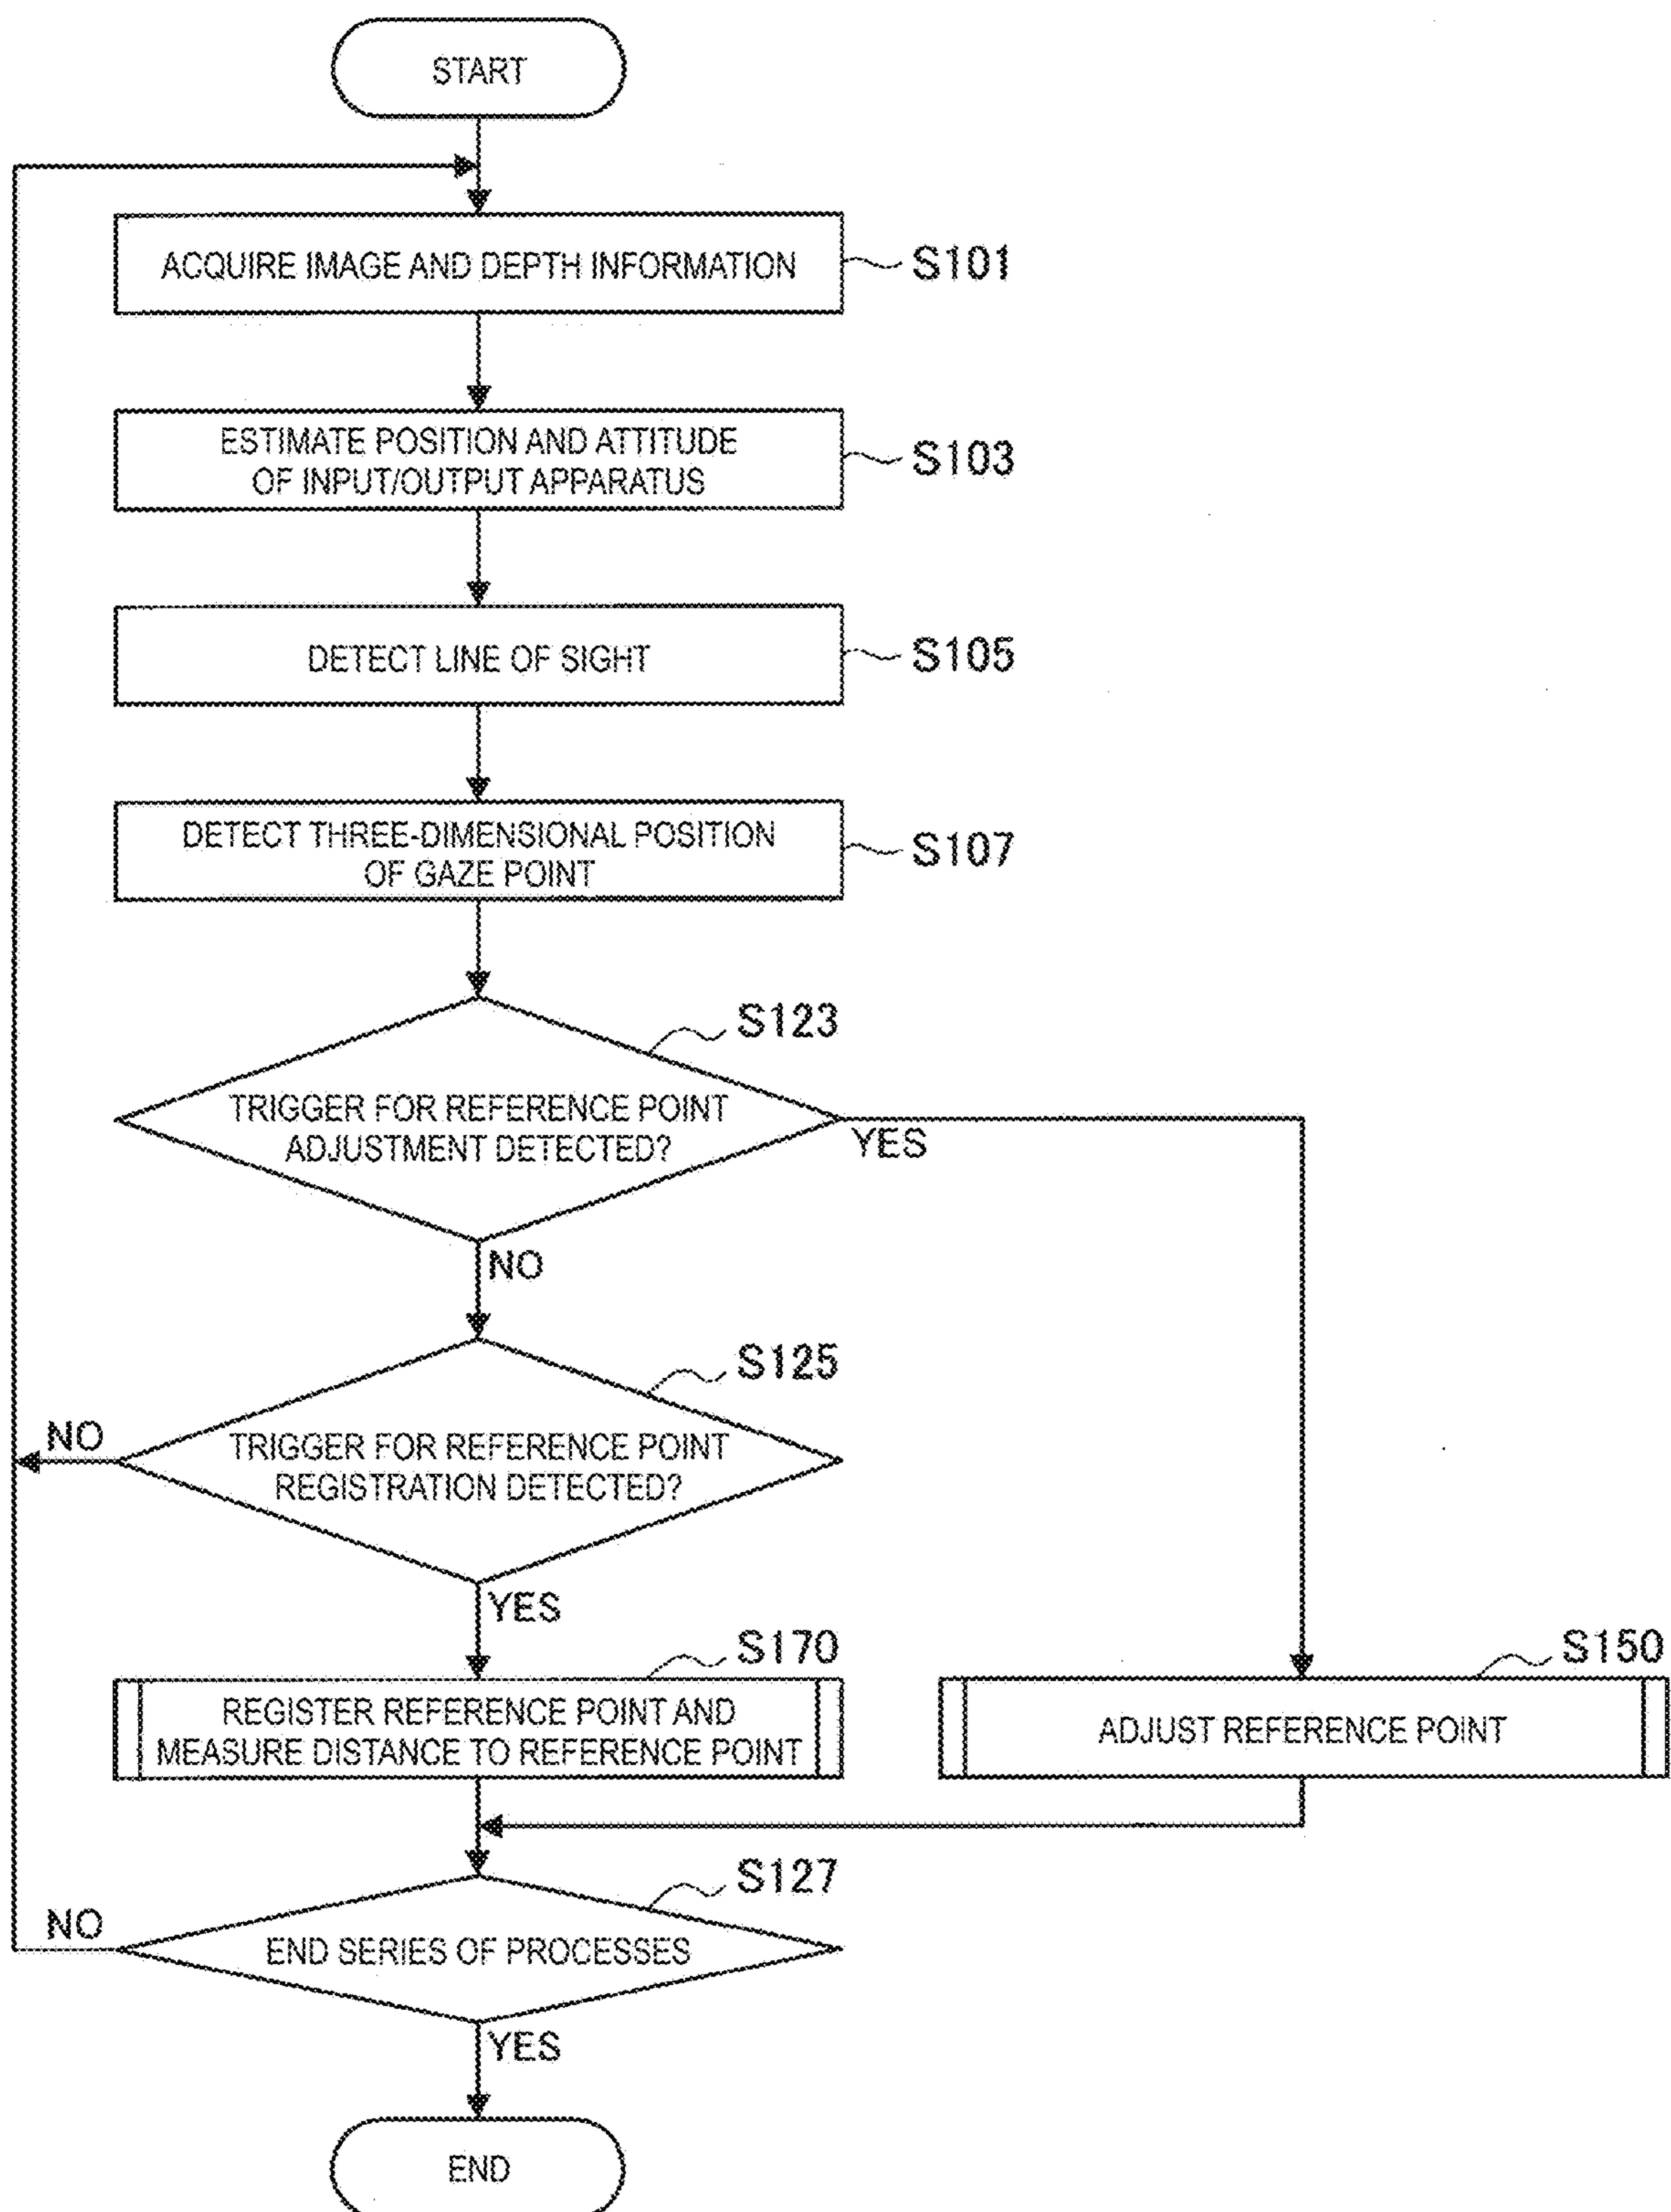 START
ACQUIRE IMAGE AND DEPTH INFORMATION
S101
ESTIMATE POSITION AND ATTITUDE
OF INPUT/OUTPUT APPARATUS
S103
DETECT LINE OF SIGHT
S105
DETECT THREE-DIMENSIONAL POSITION
OF GAZE POINT
S107
S123
TRIGGER FOR REFERENCE POINT
ADJUSTMENT DETECTED?
YES
NO
S125
NO
TRIGGER FOR REFERENCE POINT
REGISTRATION DETECTED?
YES
S170
REGISTER REFERENCE POINT AND
MEASURE DISTANCE TO REFERENCE POINT
S150
ADJUST REFERENCE POINT
S127
NO
END SERIES OF PROCESSES
YES
END